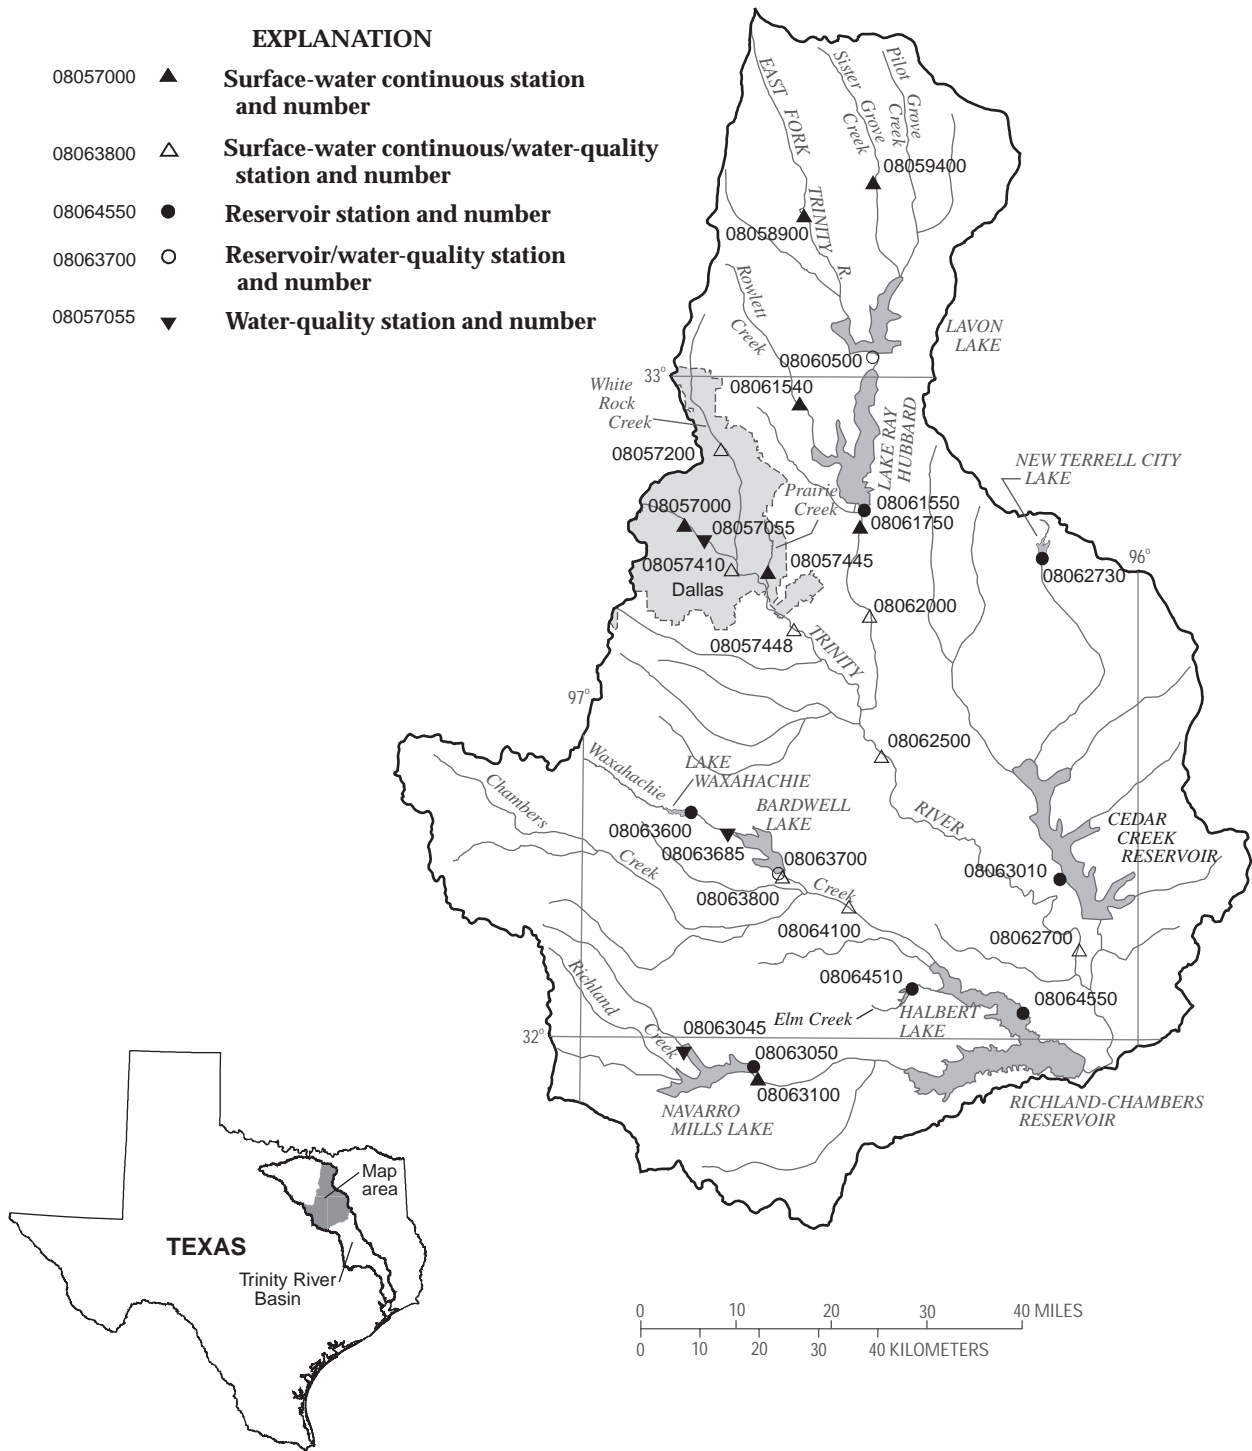 EXPLANATION
08057000 Surface-water continuous station
and number
08063800 Surface-water continuous/water-quality
station and number
08064550 Reservoir station and number
08063700 Reservoir/water-quality station
and number
08057055 Water-quality station and number
EAST FORK
TRINITY R.
Sister Grove
Creek
Pilot Grove
Creek
08059400
08058900
Rowlett
Creek
LAVON
LAKE
08060500
33°
08061540
White
Rock
Creek
LAKE RAY
HUBBARD
08057200
NEW TERRELL CITY
LAKE
Prairie
Creek
08061550
08057000
08061750
08057055
96°
08057445
08057410
08062730
Dallas
08062000
08057448
TRINITY
97°
08062500
Waxahachie
LAKE
WAXAHACHIE
Chambers
BARDWELL
LAKE
RIVER
CEDAR
CREEK
RESERVOIR
08063600
08063685
08063700
Creek
08063010
Creek
08063800
08064100
08062700
Richland
08064510
08064550
HALBERT
LAKE
Elm Creek
32°
08063045
Creek
08063050
08063100
NAVARRO
MILLS LAKE
RICHLAND-CHAMBERS
RESERVOIR
Map
area
TEXAS
Trinity River
Basin
0 10 20 30 40 MILES
0 10 20 30 40 KILOMETERS